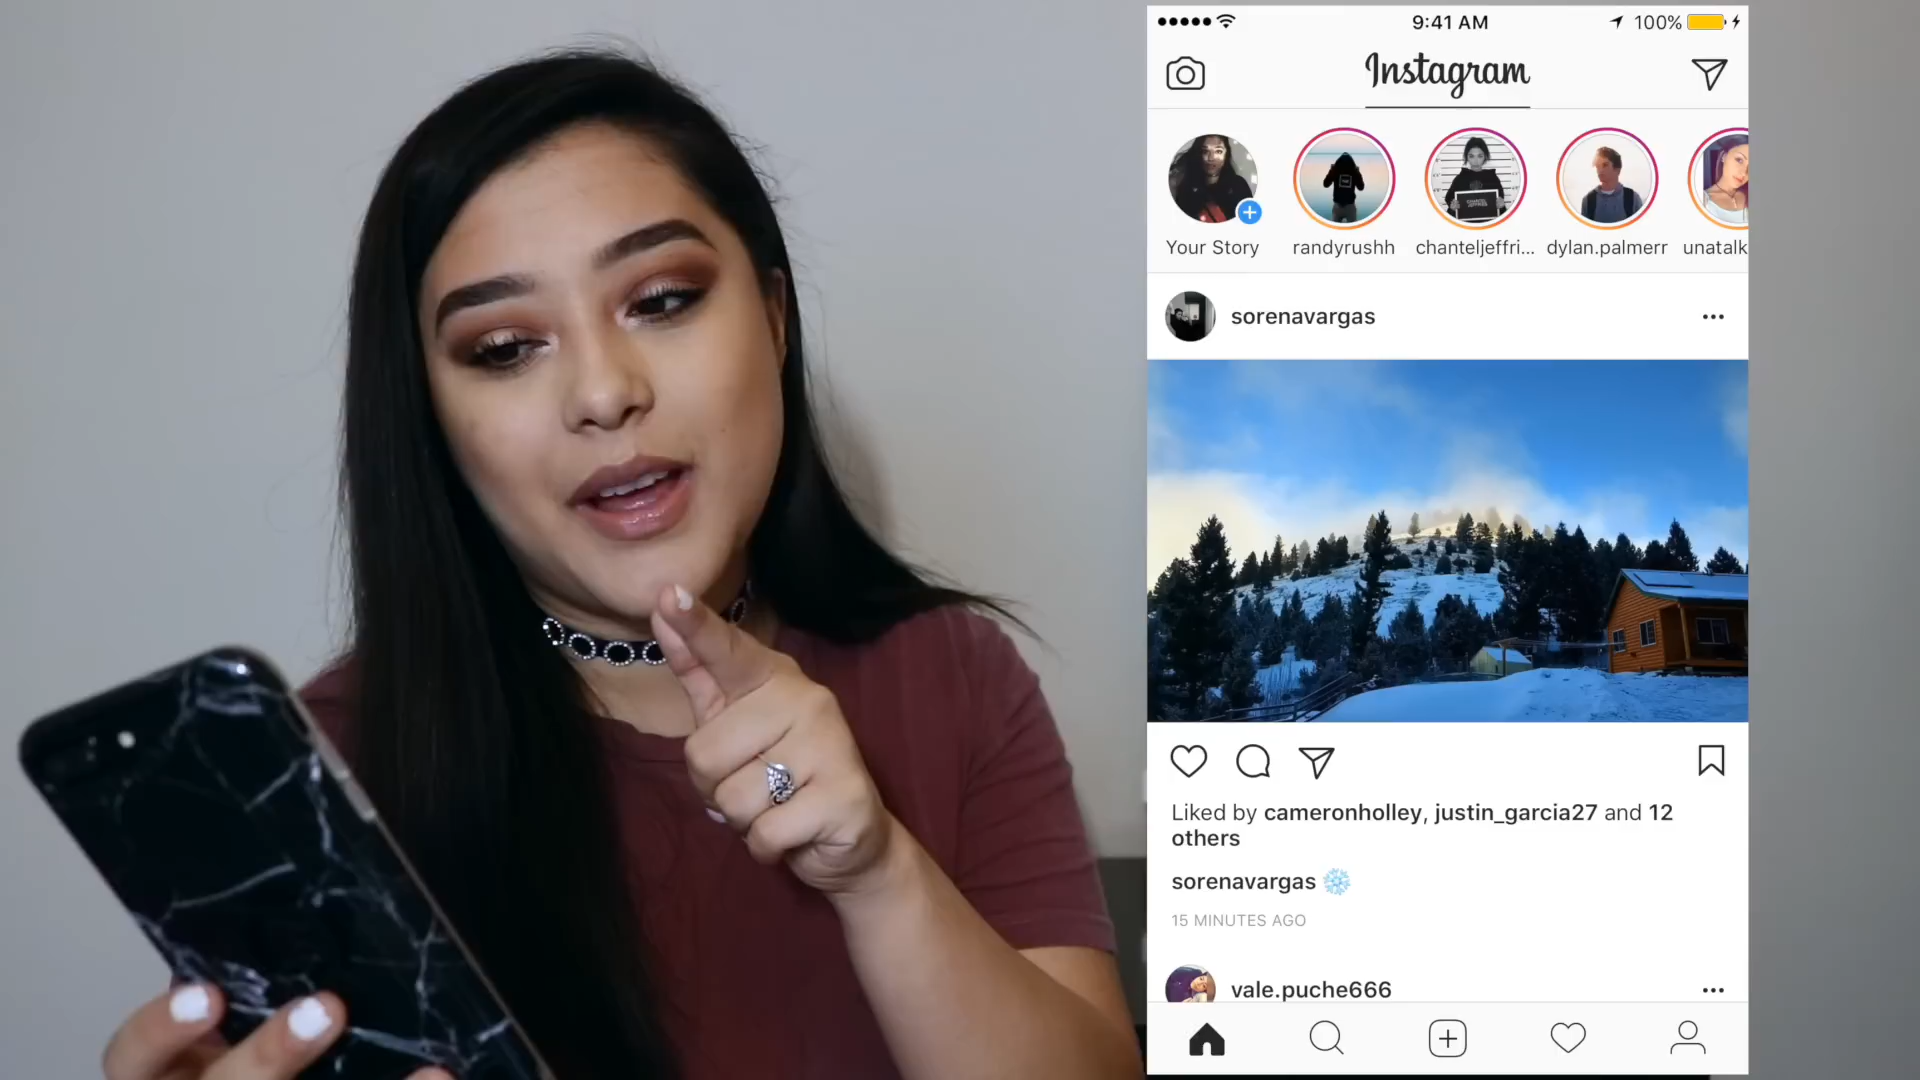 9:41 AM
100%
Instagram
Your Story
randyrushh
chanteljeffri...
dylan.palmerr
unatalk
sorenavargas
Liked by cameronholley, justin_garcia27 and 12
others
sorenavargas
15 MINUTES AGO
vale.puche666